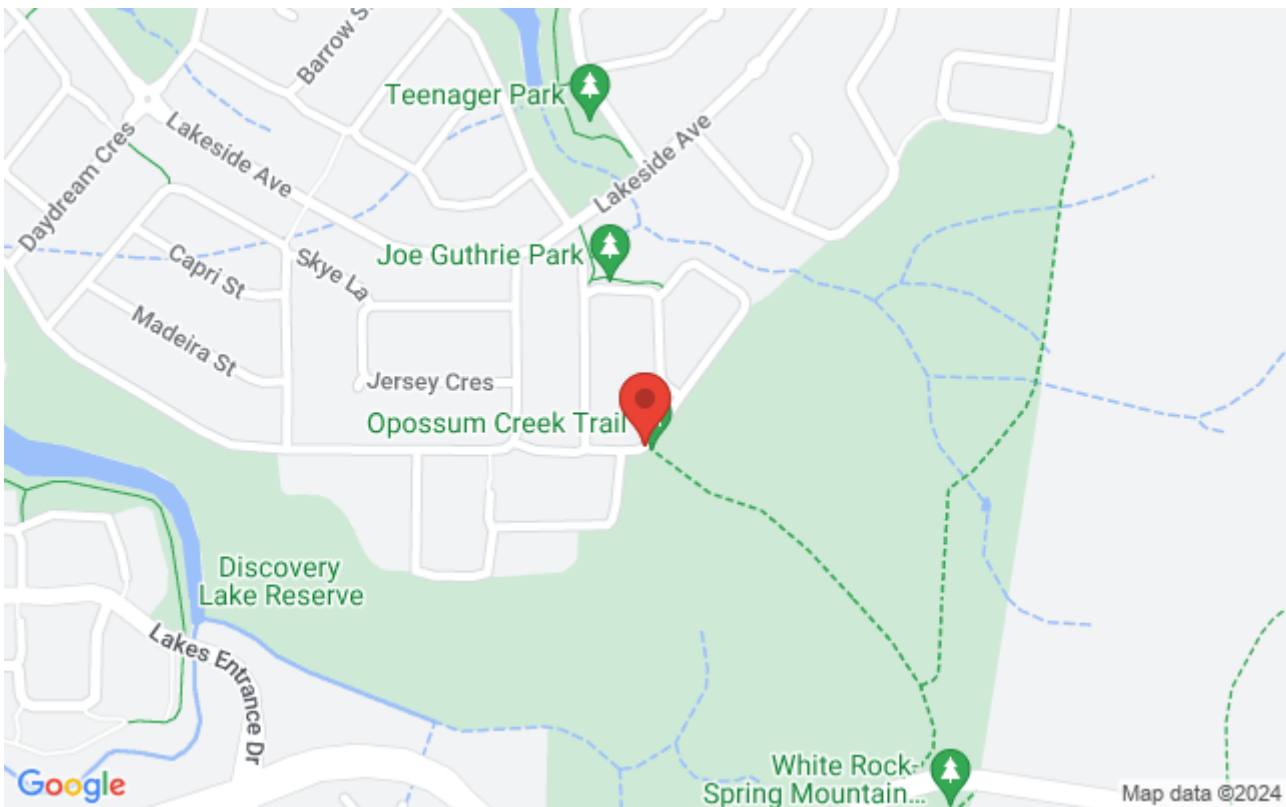 Barrow S
Teenager Park
Lakeside Ave
Lakeside Ave
Daydream Cres
Joe Guthrie Park
Skye La
Capri St
Madeira St
Jersey Cres
Opossum Creek Trail
Discovery
Lake Reserve
Lakes Entrance Dr
White Rock-
Spring Mountain...
Google
Map data ©2024